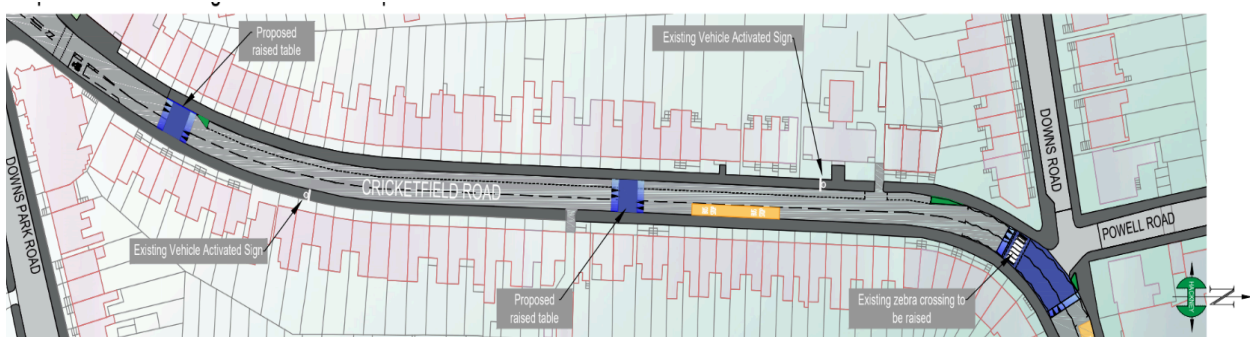 Proposed
raised table
Existing Vehicle Activated Sign
DOWNS ROAD
CRICKETFIELD ROAD
DOWNS PARK ROAD
POWELL ROAD
Existing Vehicle Activated Sign
Proposed
raised table
Existing zebra crossing to
be raised
HACKNEY
N